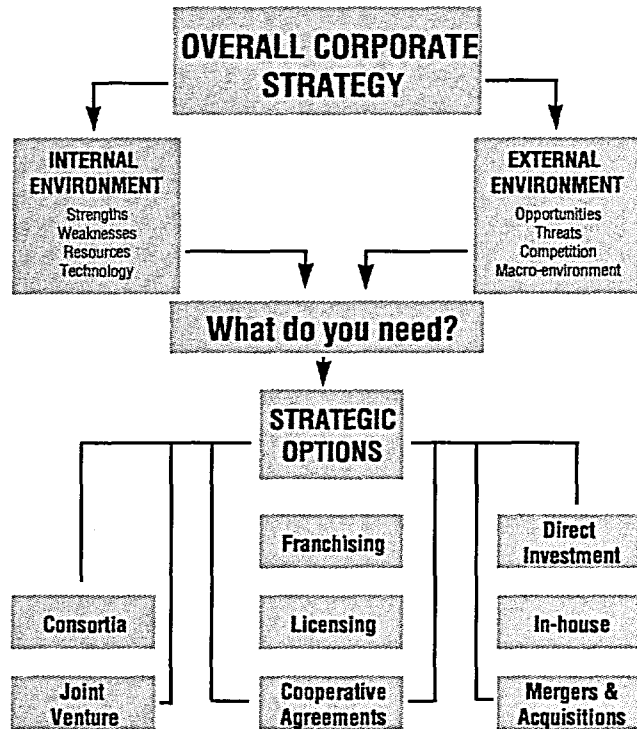 OVERALL CORPORATE
STRATEGY
INTERNAL
ENVIRONMENT
Strengths
Weaknesses
Resources
Technology
EXTERNAL
ENVIRONMENT
Opportunities
Threats
Competition
Macro-environment
What do you need?
STRATEGIC
OPTIONS
Franchising
Direct
Investment
Consortia
Licensing
In-house
Joint
Venture
Cooperative
Agreements
Mergers &
Acquisitions